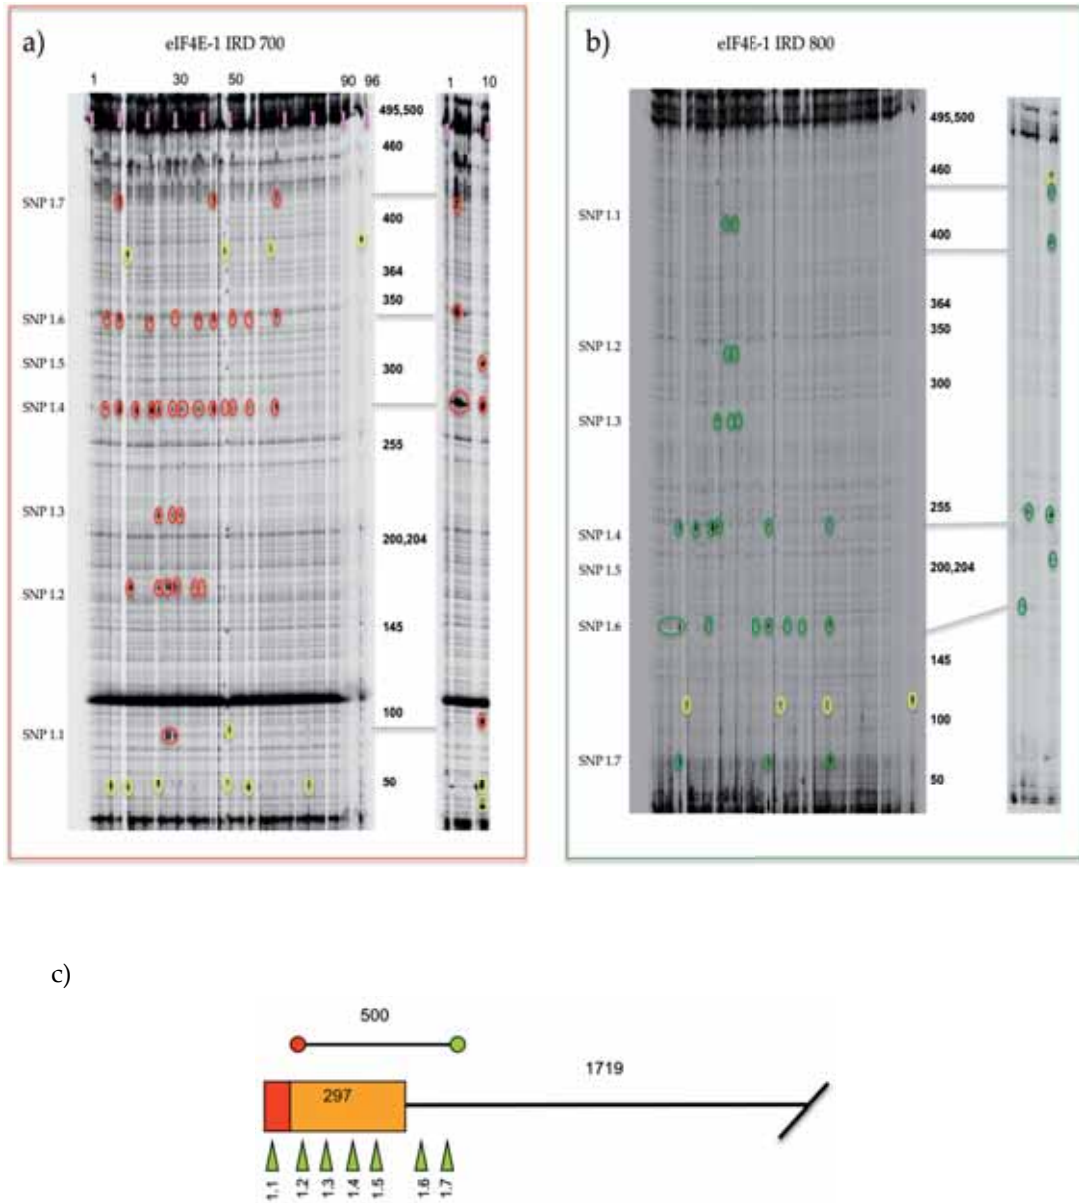 a)
eIF4E-1 IRD 700
1 30 50 90 96 1 10
495,500
460
SNP 1.7
400
364
350
SNP 1.6
SNP 1.5
300
SNP 1.4
255
SNP 1.3
200,204
SNP 1.2
145
100
SNP 1.1
50
b)
eIF4E-1 IRD 800
495,500
460
SNP 1.1
400
364
350
SNP 1.2
300
SNP 1.3
255
SNP 1.4
SNP 1.5
200,204
SNP 1.6
145
100
SNP 1.7
50
c)
500
1719
297
1.1 1.2 1.3 1.4 1.5 1.6 1.7